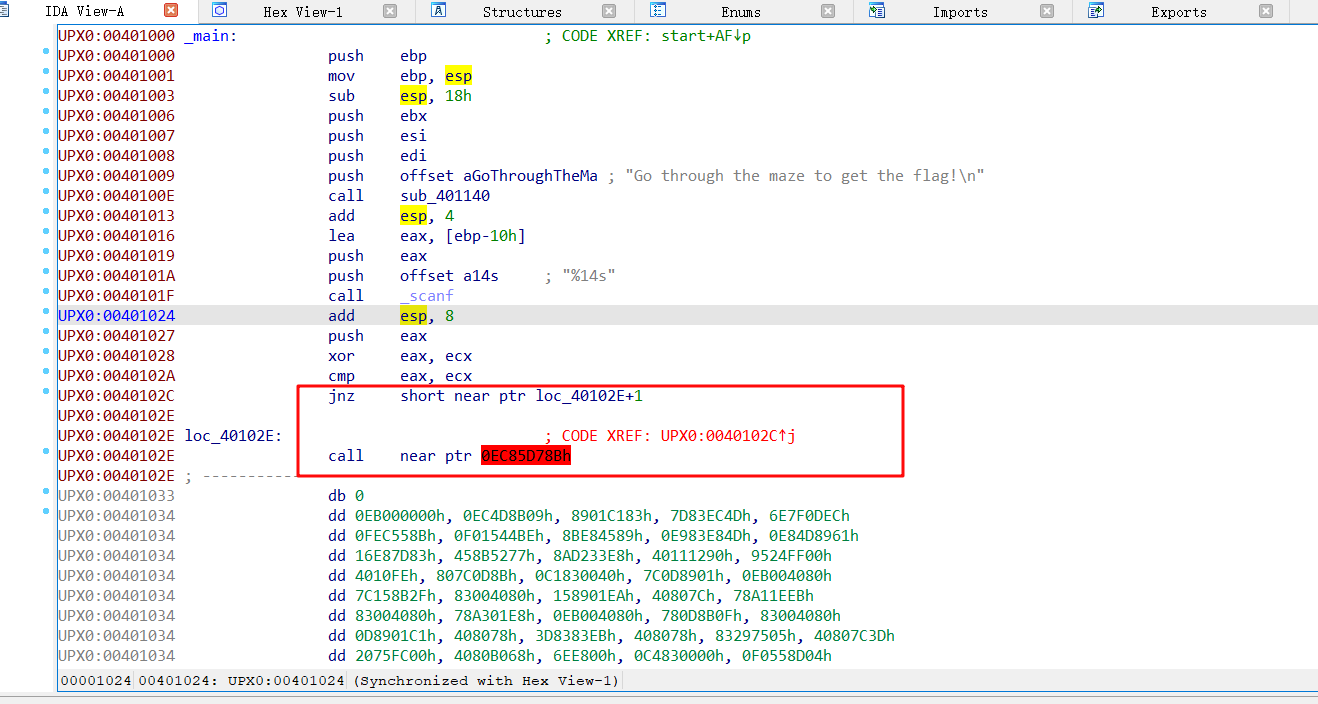 IDA View-A Hex View-1 Structures Enums Imports Exports
UPX0:00401000 _main: ; CODE XREF: start+AF↓p
UPX0:00401000 push ebp
UPX0:00401001 mov ebp, esp
UPX0:00401003 sub esp, 18h
UPX0:00401006 push ebx
UPX0:00401007 push esi
UPX0:00401008 push edi
UPX0:00401009 push offset aGoThroughTheMa ; "Go through the maze to get the flag!\n"
UPX0:0040100E call sub_401140
UPX0:00401013 add esp, 4
UPX0:00401016 lea eax, [ebp-10h]
UPX0:00401019 push eax
UPX0:0040101A push offset a14s ; "%14s"
UPX0:0040101F call _scanf
UPX0:00401024 add esp, 8
UPX0:00401027 push eax
UPX0:00401028 xor eax, ecx
UPX0:0040102A cmp eax, ecx
UPX0:0040102C jnz short near ptr loc_40102E+1
UPX0:0040102E
UPX0:0040102E loc_40102E: ; CODE XREF: UPX0:0040102C↑j
UPX0:0040102E call near ptr 0EC85D78Bh
UPX0:0040102E ; -----------
UPX0:00401033 db 0
UPX0:00401034 dd 0EB000000h, 0EC4D8B09h, 8901C183h, 7D83EC4Dh, 6E7F0DECh
UPX0:00401034 dd 0FEC558Bh, 0F01544BEh, 8BE84589h, 0E983E84Dh, 0E84D8961h
UPX0:00401034 dd 16E87D83h, 458B5277h, 8AD233E8h, 40111290h, 9524FF00h
UPX0:00401034 dd 4010FEh, 807C0D8Bh, 0C1830040h, 7C0D8901h, 0EB004080h
UPX0:00401034 dd 7C158B2Fh, 83004080h, 158901EAh, 40807Ch, 78A11EEBh
UPX0:00401034 dd 83004080h, 78A301E8h, 0EB004080h, 780D8B0Fh, 83004080h
UPX0:00401034 dd 0D8901C1h, 408078h, 3D8383EBh, 408078h, 83297505h, 40807C3Dh
UPX0:00401034 dd 2075FC00h, 4080B068h, 6EE800h, 0C4830000h, 0F0558D04h
00001024 00401024: UPX0:00401024 (Synchronized with Hex View-1)